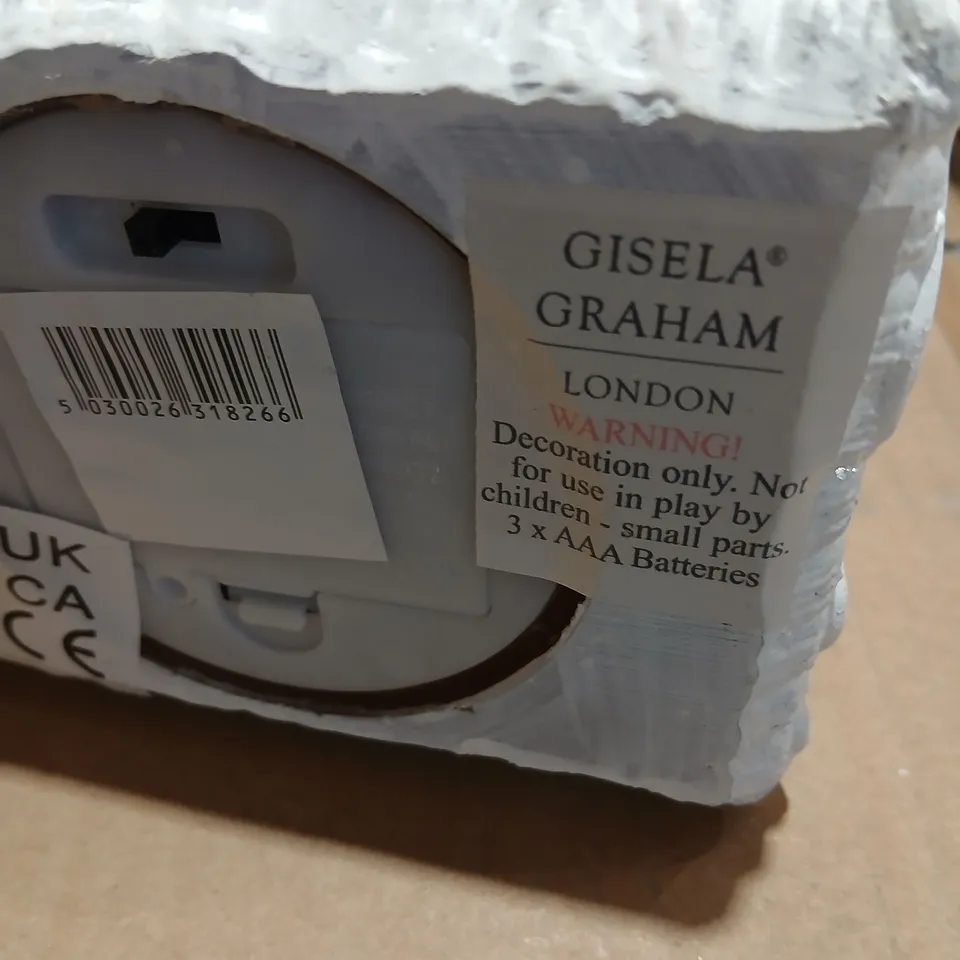 GISELA®
GRAHAM
LONDON
WARNING!
Decoration only. Not
for use in play by
children - small parts.
3 x AAA Batteries
5 030026 318266
UK
CA
CE